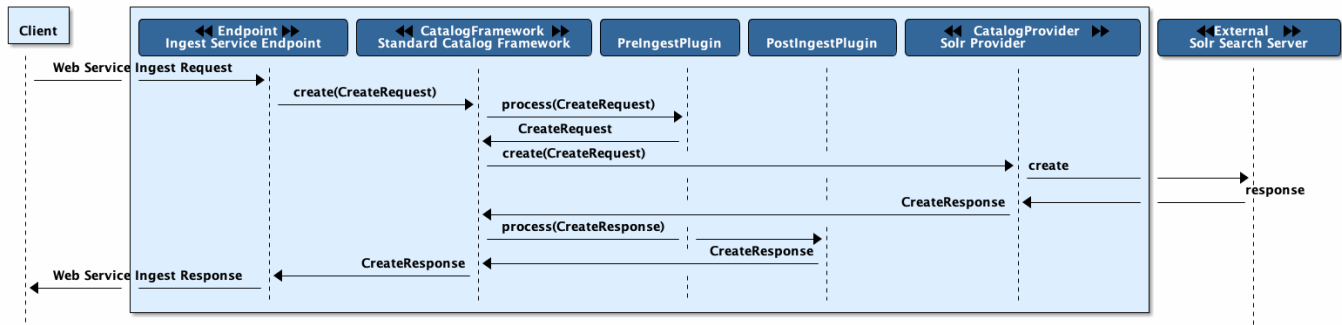 Client
Endpoint
Ingest Service Endpoint
CatalogFramework
Standard Catalog Framework
PreIngestPlugin
PostIngestPlugin
CatalogProvider
Solr Provider
External
Solr Search Server
Web Service Ingest Request
create(CreateRequest)
process(CreateRequest)
CreateRequest
create(CreateRequest)
create
response
CreateResponse
process(CreateResponse)
CreateResponse
CreateResponse
Web Service Ingest Response